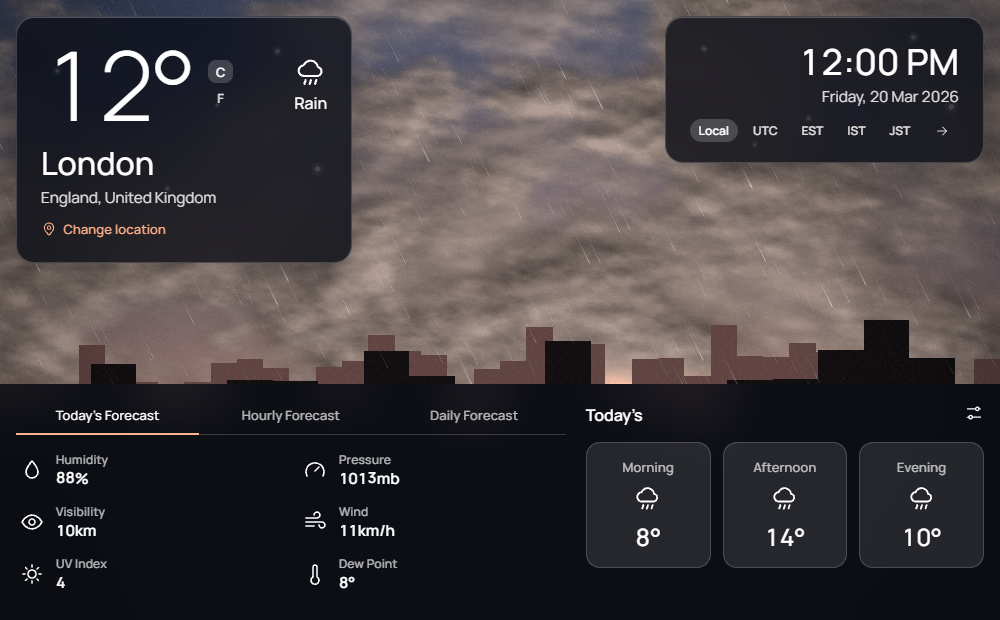 12°
C
F
Rain
London
England, United Kingdom
Change location
12:00 PM
Friday, 20 Mar 2026
Local UTC EST IST JST
Today's Forecast Hourly Forecast Daily Forecast
Humidity
88%
Pressure
1013mb
Visibility
10km
Wind
11km/h
UV Index
4
Dew Point
8°
Today's
Morning
8°
Afternoon
14°
Evening
10°